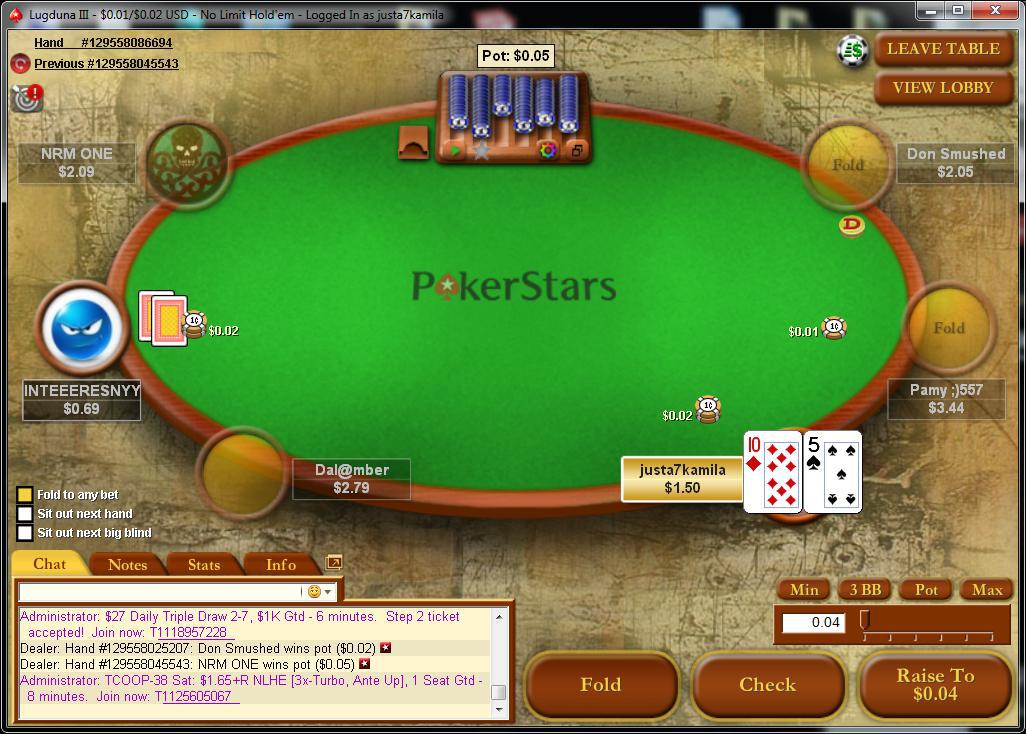 Lugduna III - $0.01/$0.02 USD - No Limit Hold'em - Logged In as justa7kamila
Hand #129558086694
Previous #129558045543
Pot: $0.05
LEAVE TABLE
VIEW LOBBY
NRM ONE
$2.09
Fold
Don Smushed
$2.05
D
PokerStars
1¢
$0.02
$0.01
1¢
Fold
INTEEERESNYY
$0.69
Pamy ;)557
$3.44
$0.02
1¢
Dal@mber
$2.79
justa7kamila
$1.50
10
5
Fold to any bet
Sit out next hand
Sit out next big blind
Chat
Notes
Stats
Info
Administrator: $27 Daily Triple Draw 2-7, $1K Gtd - 6 minutes. Step 2 ticket
accepted! Join now: T1118957228
Dealer: Hand #129558025207: Don Smushed wins pot ($0.02)
Dealer: Hand #129558045543: NRM ONE wins pot ($0.05)
Administrator: TCOOP-38 Sat: $1.65+R NLHE [3x-Turbo, Ante Up], 1 Seat Gtd -
8 minutes. Join now: T1125605067
Min
3 BB
Pot
Max
0.04
Fold
Check
Raise To
$0.04